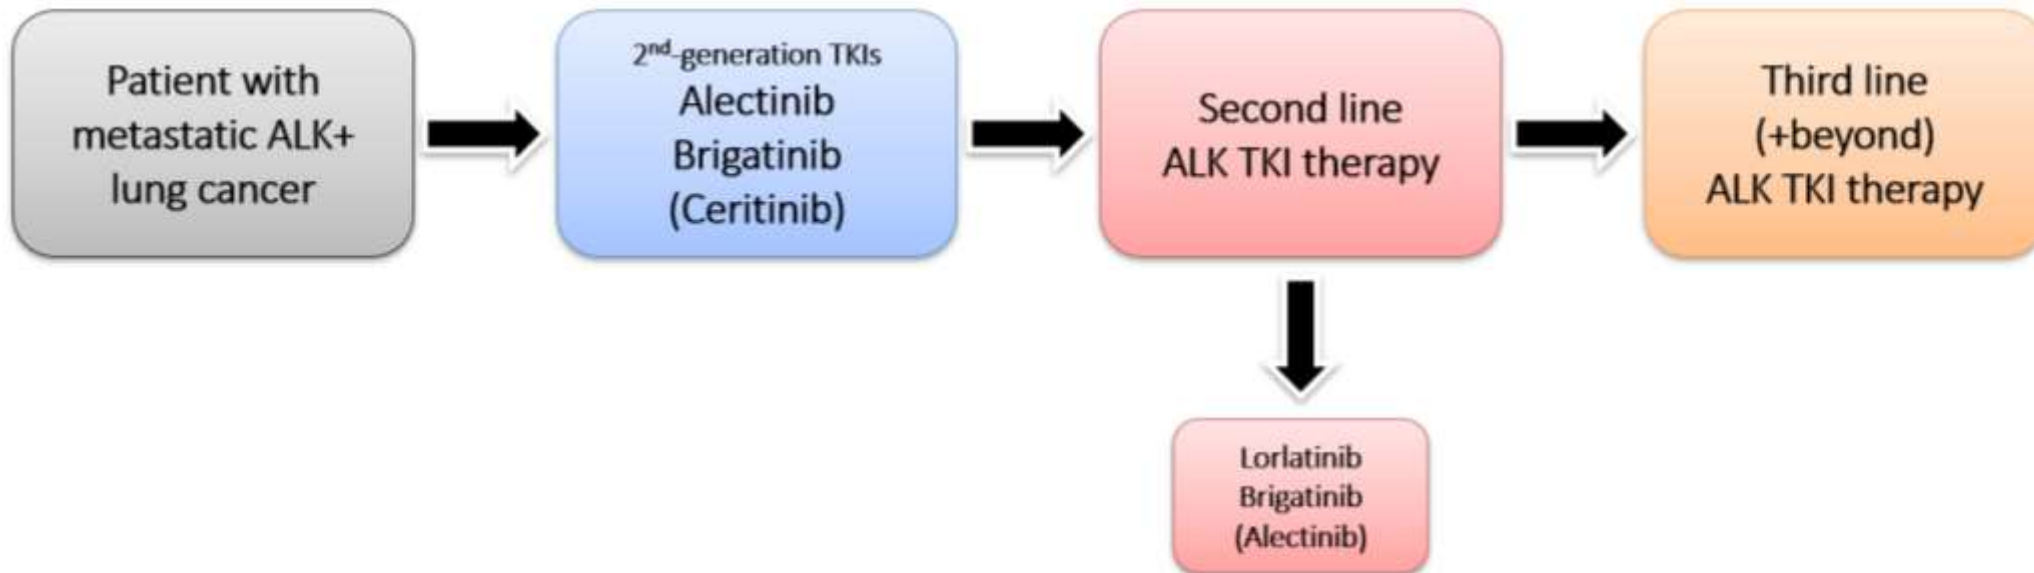 Patient with
metastatic ALK+
lung cancer
2nd-generation TKIs
Alectinib
Brigatinib
(Ceritinib)
Second line
ALK TKI therapy
Third line
(+beyond)
ALK TKI therapy
Lorlatinib
Brigatinib
(Alectinib)